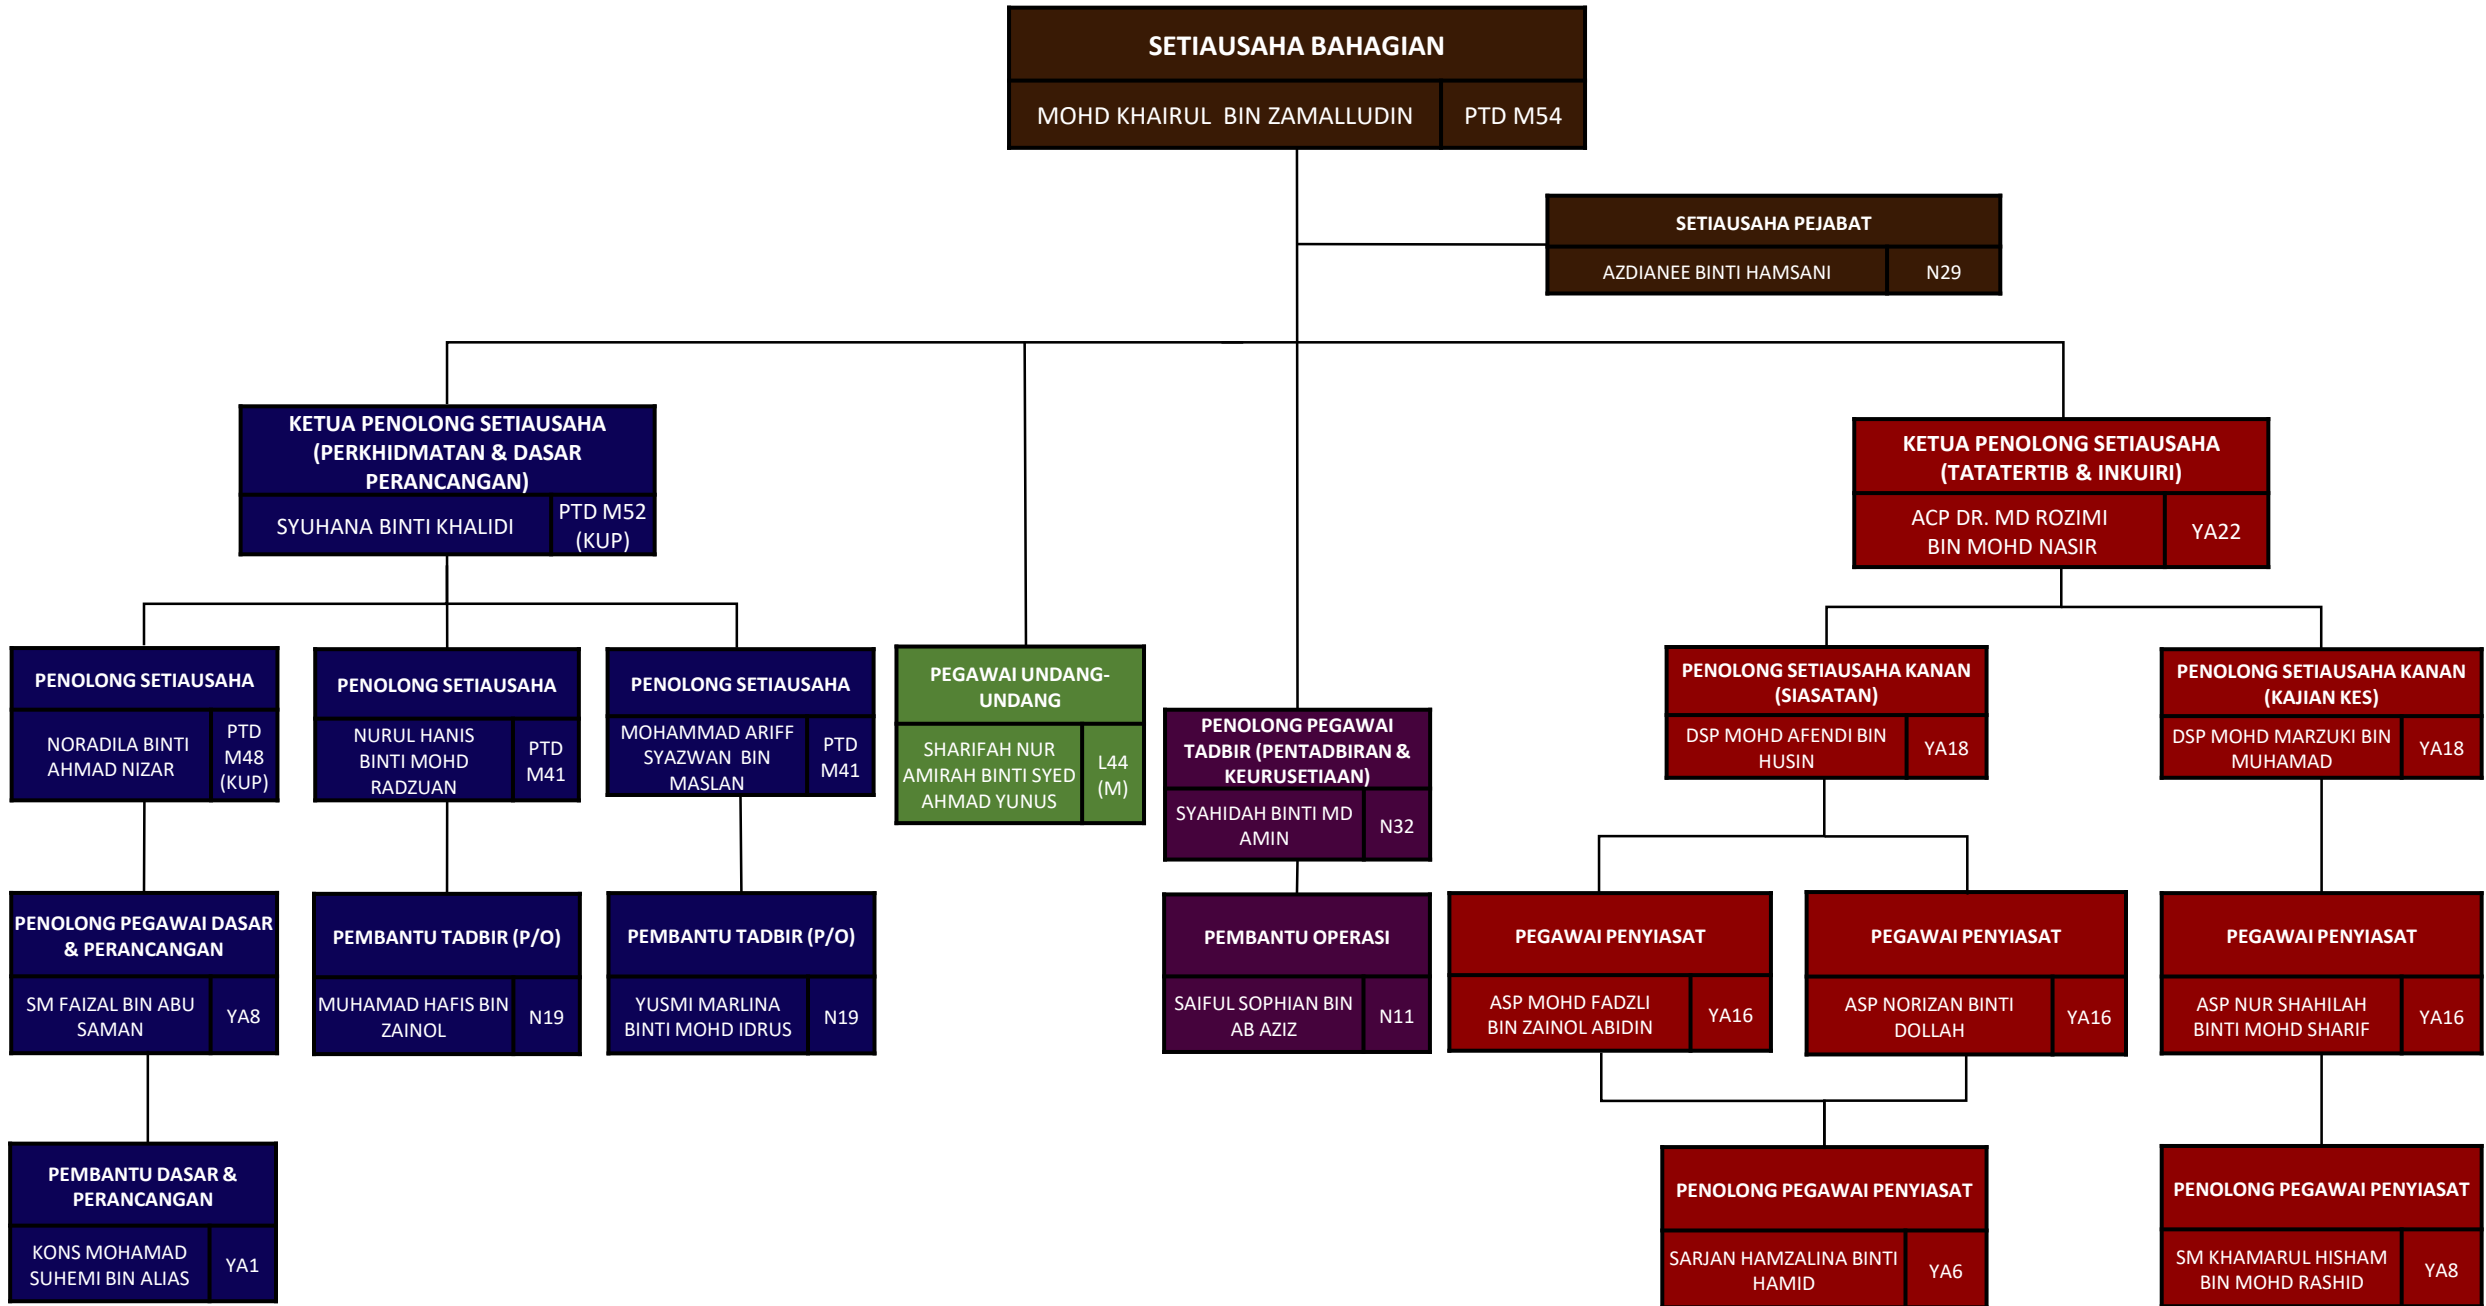 SETIAUSAHA BAHAGIAN
MOHD KHAIRUL  BIN ZAMALLUDIN
PTD M54
SETIAUSAHA PEJABAT
AZDIANEE BINTI HAMSANI
N29
KETUA PENOLONG SETIAUSAHA
(PERKHIDMATAN & DASAR
PERANCANGAN)
SYUHANA BINTI KHALIDI
PTD M52
(KUP)
KETUA PENOLONG SETIAUSAHA
(TATATERTIB & INKUIRI)
ACP DR. MD ROZIMI
BIN MOHD NASIR
YA22
PENOLONG SETIAUSAHA
NORADILA BINTI
AHMAD NIZAR
PTD
M48
(KUP)
PENOLONG SETIAUSAHA
NURUL HANIS
BINTI MOHD
RADZUAN
PTD
M41
PENOLONG SETIAUSAHA
MOHAMMAD ARIFF
SYAZWAN  BIN
MASLAN
PTD
M41
PEGAWAI UNDANG-
UNDANG
SHARIFAH NUR
AMIRAH BINTI SYED
AHMAD YUNUS
L44
(M)
PENOLONG PEGAWAI
TADBIR (PENTADBIRAN &
KEURUSETIAAN)
SYAHIDAH BINTI MD
AMIN
N32
PENOLONG SETIAUSAHA KANAN
(SIASATAN)
DSP MOHD AFENDI BIN
HUSIN
YA18
PENOLONG SETIAUSAHA KANAN
(KAJIAN KES)
DSP MOHD MARZUKI BIN
MUHAMAD
YA18
PENOLONG PEGAWAI DASAR
& PERANCANGAN
SM FAIZAL BIN ABU
SAMAN
YA8
PEMBANTU TADBIR (P/O)
MUHAMAD HAFIS BIN
ZAINOL
N19
PEMBANTU TADBIR (P/O)
YUSMI MARLINA
BINTI MOHD IDRUS
N19
PEMBANTU OPERASI
SAIFUL SOPHIAN BIN
AB AZIZ
N11
PEGAWAI PENYIASAT
ASP MOHD FADZLI
BIN ZAINOL ABIDIN
YA16
PEGAWAI PENYIASAT
ASP NORIZAN BINTI
DOLLAH
YA16
PEGAWAI PENYIASAT
ASP NUR SHAHILAH
BINTI MOHD SHARIF
YA16
PEMBANTU DASAR &
PERANCANGAN
KONS MOHAMAD
SUHEMI BIN ALIAS
YA1
PENOLONG PEGAWAI PENYIASAT
SARJAN HAMZALINA BINTI
HAMID
YA6
PENOLONG PEGAWAI PENYIASAT
SM KHAMARUL HISHAM
BIN MOHD RASHID
YA8